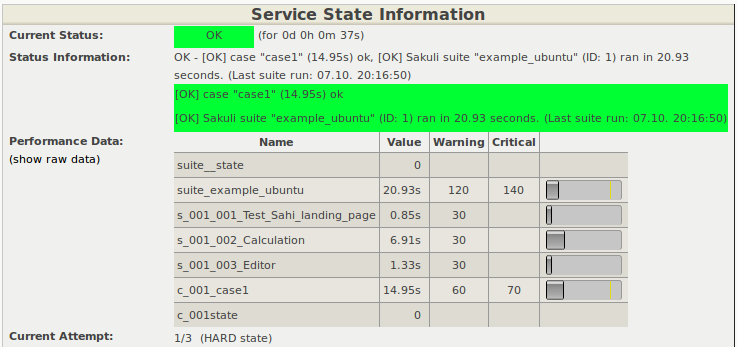 Service State Information
Current Status: OK (for 0d 0h 0m 37s)
Status Information: OK - [OK] case "case1" (14.95s) ok, [OK] Sakuli suite "example_ubuntu" (ID: 1) ran in 20.93
seconds. (Last suite run: 07.10. 20:16:50)
[OK] case "case1" (14.95s) ok
[OK] Sakuli suite "example_ubuntu" (ID: 1) ran in 20.93 seconds. (Last suite run: 07.10. 20:16:50)
Performance Data: Name Value Warning Critical
(show raw data)
suite__state 0
suite_example_ubuntu 20.93s 120 140
s_001_001_Test_Sahi_landing_page 0.85s 30
s_001_002_Calculation 6.91s 30
s_001_003_Editor 1.33s 30
c_001_case1 14.95s 60 70
c_001state 0
Current Attempt: 1/3 (HARD state)